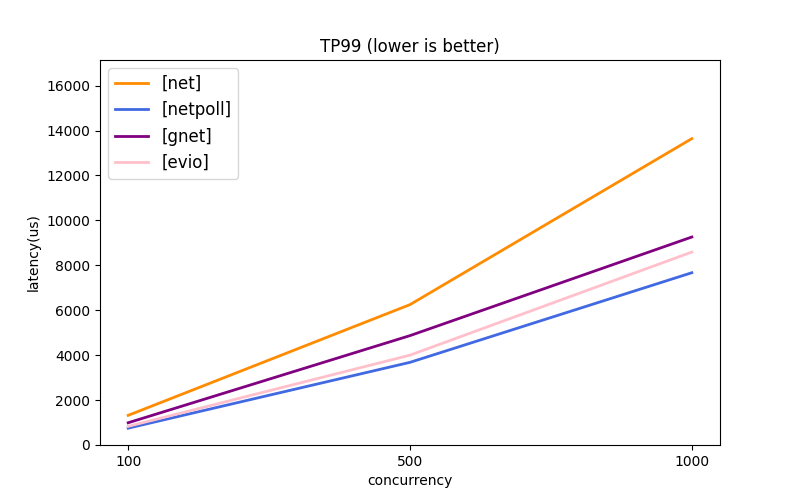 TP99 (lower is better)
[net]
[netpoll]
[gnet]
[evio]
16000
14000
12000
10000
8000
6000
4000
2000
0
latency(us)
100
500
1000
concurrency